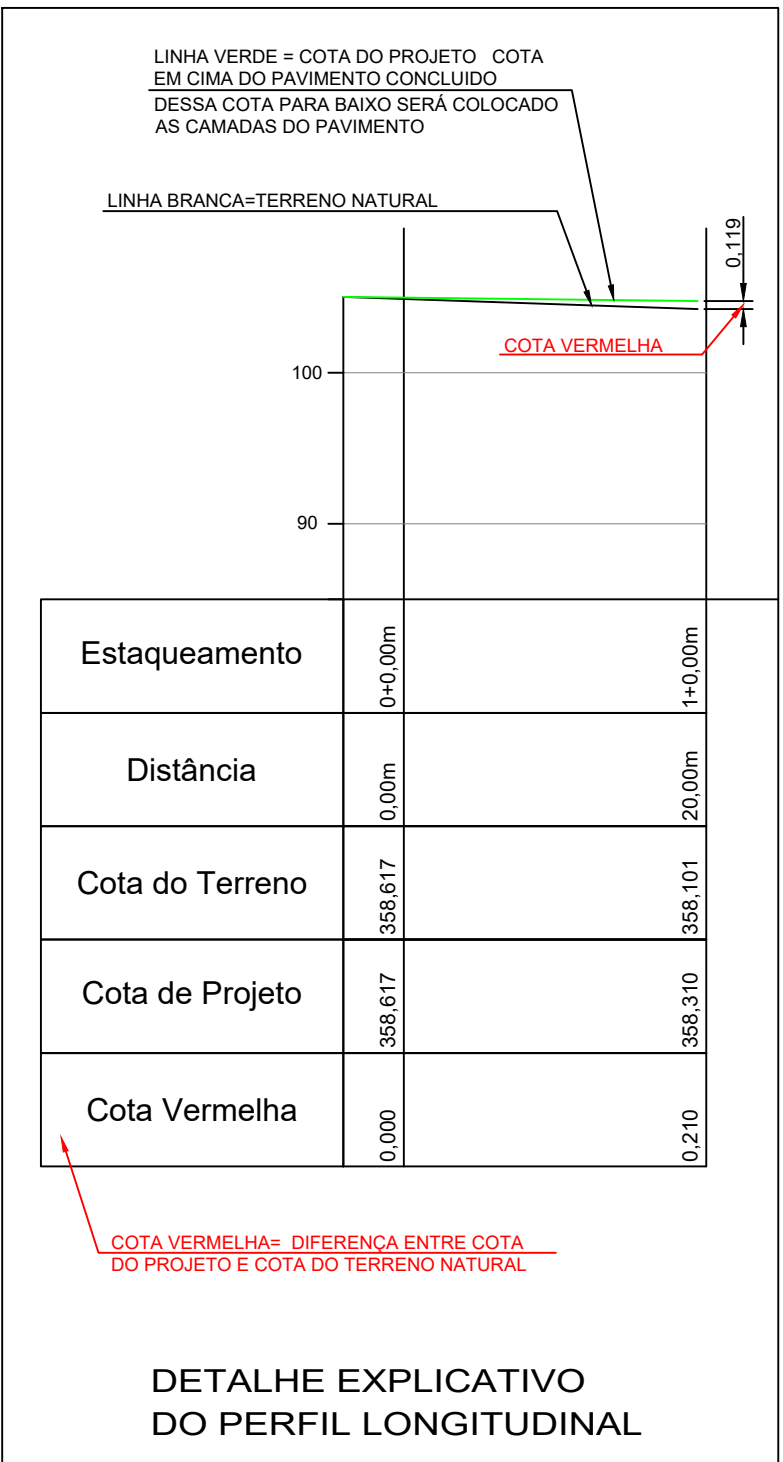 LINHA VERDE = COTA DO PROJETO COTA
EM CIMA DO PAVIMENTO CONCLUIDO
DESSA COTA PARA BAIXO SERÁ COLOCADO
AS CAMADAS DO PAVIMENTO
LINHA BRANCA=TERRENO NATURAL
0,119
COTA VERMELHA
100
90
Estaqueamento
0+0,00m
1+0,00m
Distância
0,00m
20,00m
Cota do Terreno
358,617
358,101
Cota de Projeto
358,617
358,310
Cota Vermelha
0,000
0,210
COTA VERMELHA= DIFERENÇA ENTRE COTA
DO PROJETO E COTA DO TERRENO NATURAL
DETALHE EXPLICATIVO
DO PERFIL LONGITUDINAL